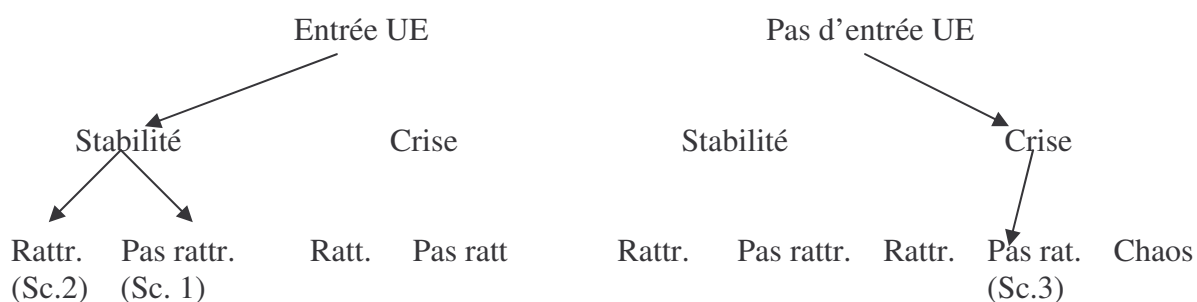 Entrée UE Pas d’entrée UE
Stabilité Crise Stabilité Crise
Rattr. Pas rattr. Ratt. Pas ratt Rattr. Pas rattr. Rattr. Pas rat. Chaos
(Sc.2) (Sc. 1) (Sc.3)